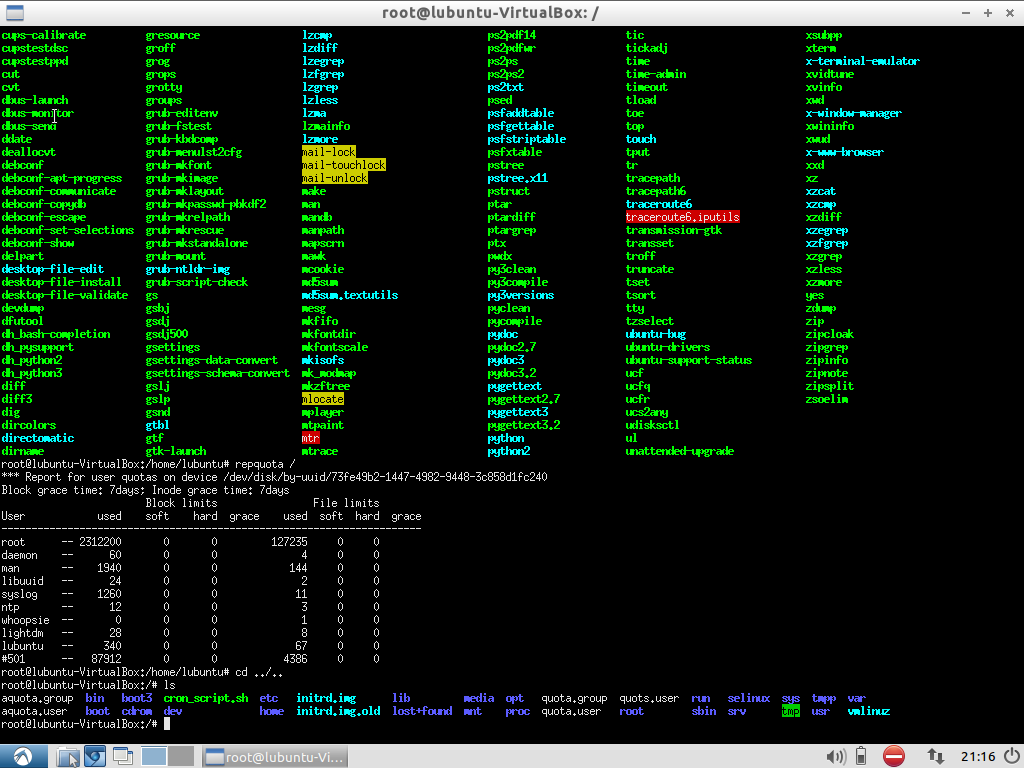 root@lubuntu-VirtualBox: /
cups-calibrate gresource lzcmp ps2pdf14 tic xsubpp
cupstestdsc groff lzdiff ps2pdfwr tickadj xterm
cupstestppd grog lzegrep ps2ps time x-terminal-emulator
cut grops lzfgrep ps2ps2 time-admin xvidtune
cvt grotty lzgrep ps2txt timeout xvinfo
dbus-launch groups lzless psed tload xwd
dbus-monitor grub-editenv lzma psfaddtable toe x-window-manager
dbus-send grub-fstest lzmainfo psfgettable top xwininfo
ddate grub-kbdcomp lzmore psfstriptable touch xwud
deallocvt grub-menulst2cfg mail-lock psfxtable tput x-www-browser
debconf grub-mkfont mail-touchlock pstree tr xxd
debconf-apt-progress grub-mkimage mail-unlock pstree.x11 tracepath xz
debconf-communicate grub-mklayout make pstruct tracepath6 xzcat
debconf-copydb grub-mkpasswd-pbkdf2 man ptar traceroute6 xzcmp
debconf-escape grub-mkrelpath mandb ptardiff traceroute6.iputils xzdiff
debconf-set-selections grub-mkrescue manpath ptargrep transmission-gtk xzegrep
debconf-show grub-mkstandalone mapscrn ptx transset xzfgrep
delpart grub-mount mawk pwdx troff xzgrep
desktop-file-edit grub-ntldr-img mcookie py3clean truncate xzless
desktop-file-install grub-script-check md5sum py3compile tset xzmore
desktop-file-validate gs md5sum.textutils py3versions tsort yes
devdump gsbj mesg pyclean tty zdump
dfutool gsdj mkfifo pycompile tzselect zip
dh_bash-completion gsdj500 mkfontdir pydoc ubuntu-bug zipcloak
dh_pysupport gsettings mkfontscale pydoc2.7 ubuntu-drivers zipgrep
dh_python2 gsettings-data-convert mkisofs pydoc3 ubuntu-support-status zipinfo
dh_python3 gsettings-schema-convert mk_modmap pydoc3.2 ucf zipnote
diff gslj mkzftree pygettext ucfq zipsplit
diff3 gslp mlocate pygettext2.7 ucfr zsoelim
dig gsnd mplayer pygettext3 ucs2any
dircolors gtbl mtpaint pygettext3.2 udisksctl
directomatic gtf mtr python ul
dirname gtk-launch mtrace python2 unattended-upgrade
root@lubuntu-VirtualBox:/home/lubuntu# repquota /
*** Report for user quotas on device /dev/disk/by-uuid/73fe49b2-1447-4982-9448-3c858d1fc240
Block grace time: 7days; Inode grace time: 7days
Block limits File limits
User used soft hard grace used soft hard grace
----------------------------------------------------------------------
root -- 2312200 0 0 127235 0 0
daemon -- 60 0 0 4 0 0
man -- 1940 0 0 144 0 0
libuuid -- 24 0 0 2 0 0
syslog -- 1260 0 0 11 0 0
ntp -- 12 0 0 3 0 0
whoopsie -- 0 0 0 1 0 0
lightdm -- 28 0 0 8 0 0
lubuntu -- 340 0 0 67 0 0
#501 -- 87912 0 0 4386 0 0
root@lubuntu-VirtualBox:/home/lubuntu# cd ../..
root@lubuntu-VirtualBox:/# ls
aquota.group bin boot3 cron_script.sh etc initrd.img lib media opt quota.group quots.user run selinux sys tmpp var
aquota.user boot cdrom dev home initrd.img.old lost+found mnt proc quota.user root sbin srv tmp usr vmlinuz
root@lubuntu-VirtualBox:/#
root@lubuntu-Vi...
21:16